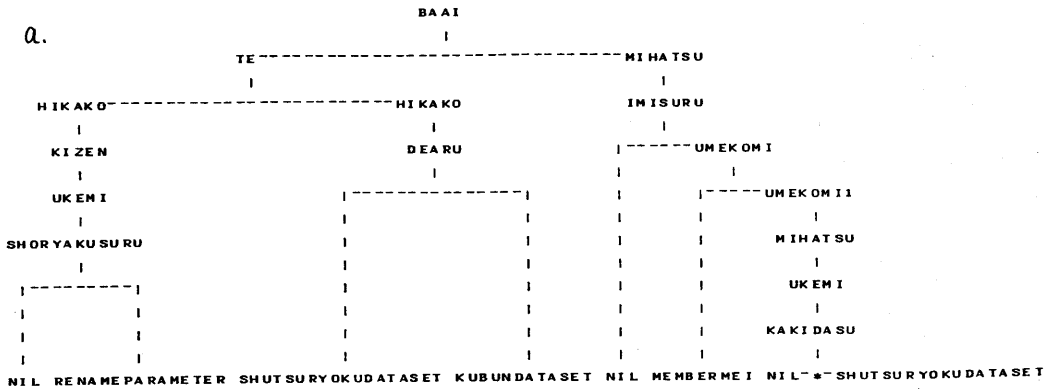 BAAI
a.
TE MIHATSU
HIKAKO HIKAKO IMISURU
KIZEN DEARU UMEKOMI
UKEMI UMEKOMI1
SHORYAKUSURU MIHATSU
UKEMI
KAKIDASU
NIL RENAMEPARAMETER SHUTSURYOKUDATASET KUBUNDATASET NIL MEMBERMEI NIL-*-SHUTSURYOKUDATASET